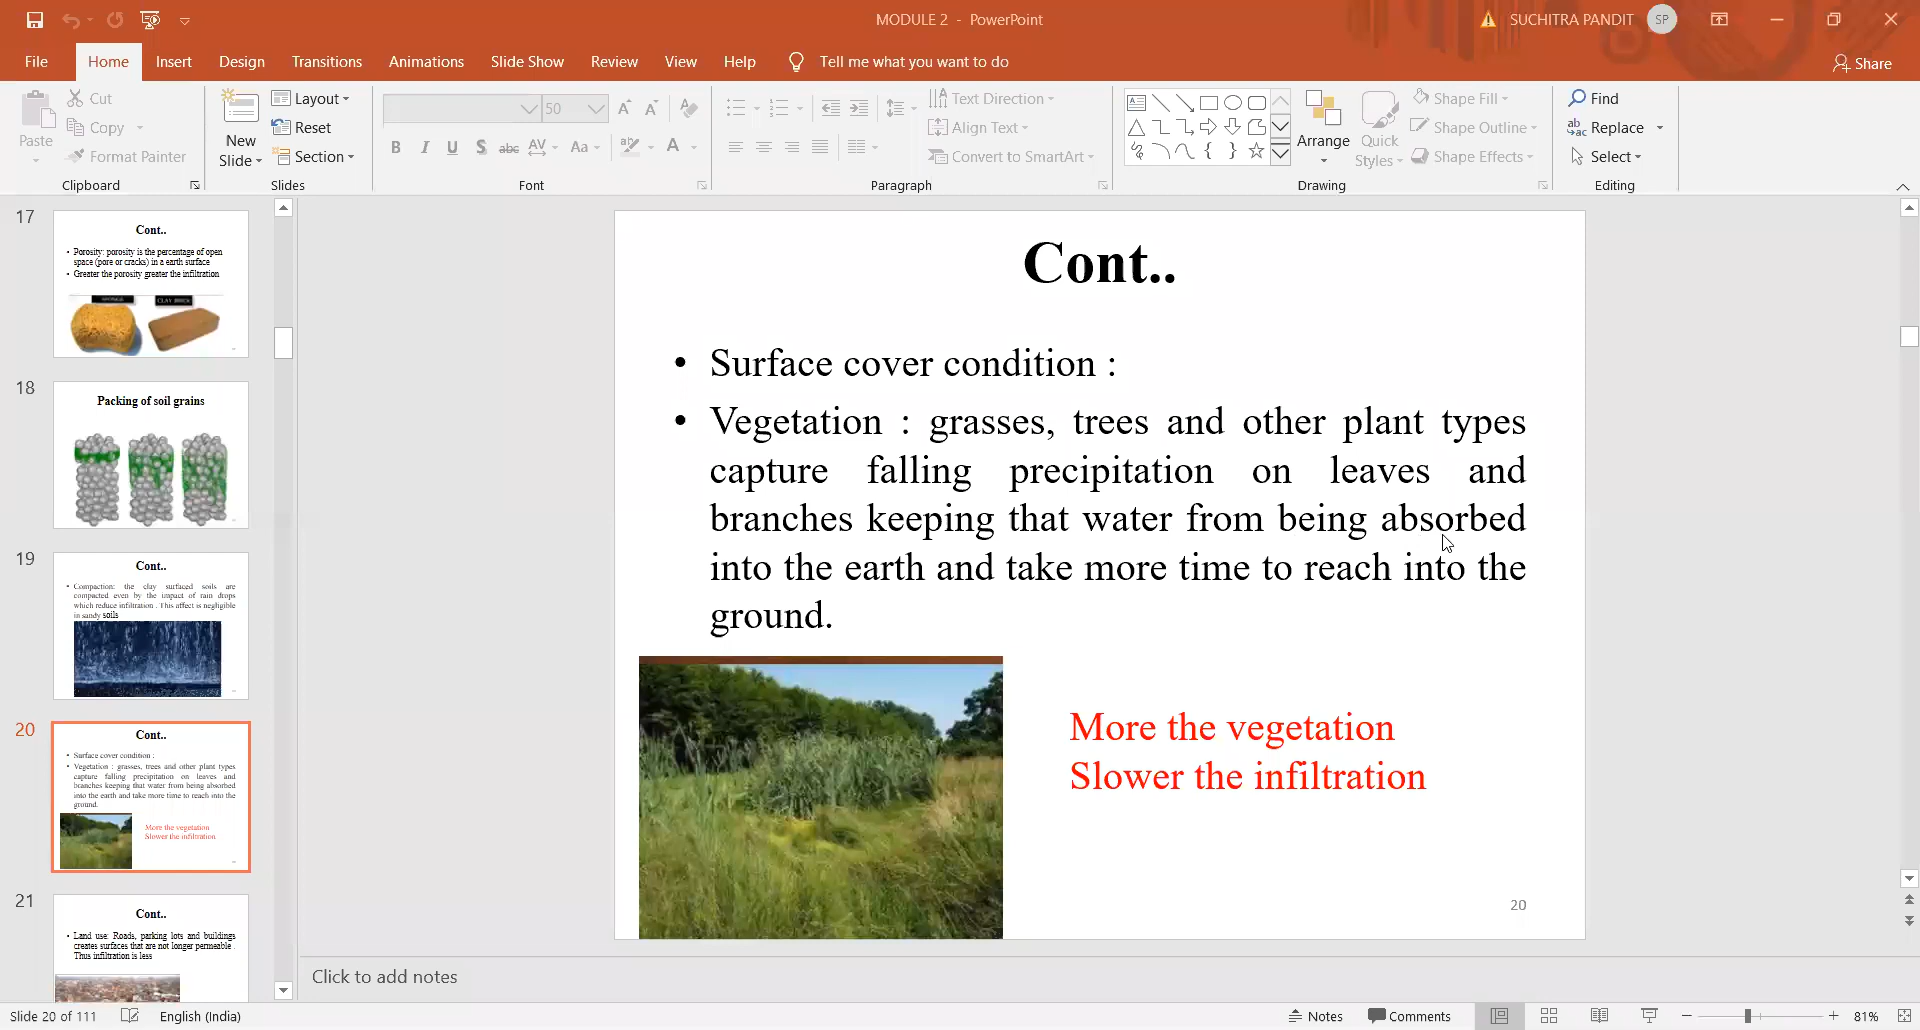 MODULE 2 - PowerPoint
SUCHITRA PANDIT SP
File Home Insert Design Transitions Animations Slide Show Review View Help Tell me what you want to do Share
Paste
Cut
Copy
Format Painter
Clipboard
New Slide
Layout
Reset
Section
Slides
50
B I U S abc AV Aa A
Font
Text Direction
Align Text
Convert to SmartArt
Paragraph
Arrange
Quick Styles
Shape Fill
Shape Outline
Shape Effects
Drawing
Find
Replace
Select
Editing
17
Cont..
• Porosity: porosity is the percentage of open
space (pore or cracks) in a earth surface
• Greater the porosity greater the infiltration
CLAY BRICK
18
Packing of soil grains
19
Cont..
• Compaction: the clay surfaced soils are
compacted even by the impact of rain drops
which reduce infiltration . This affect is negligible
in sandy soils
20
Cont..
• Surface cover condition :
• Vegetation : grasses, trees and other plant types
capture falling precipitation on leaves and
branches keeping that water from being absorbed
into the earth and take more time to reach into the
ground.
More the vegetation
Slower the infiltration
21
Cont..
• Land use: Roads, parking lots and buildings
creates surfaces that are not longer permeable .
Thus infiltration is less
Cont..
• Surface cover condition :
• Vegetation : grasses, trees and other plant types
capture falling precipitation on leaves and
branches keeping that water from being absorbed
into the earth and take more time to reach into the
ground.
More the vegetation
Slower the infiltration
20
Click to add notes
Slide 20 of 111 English (India) Notes Comments 81%